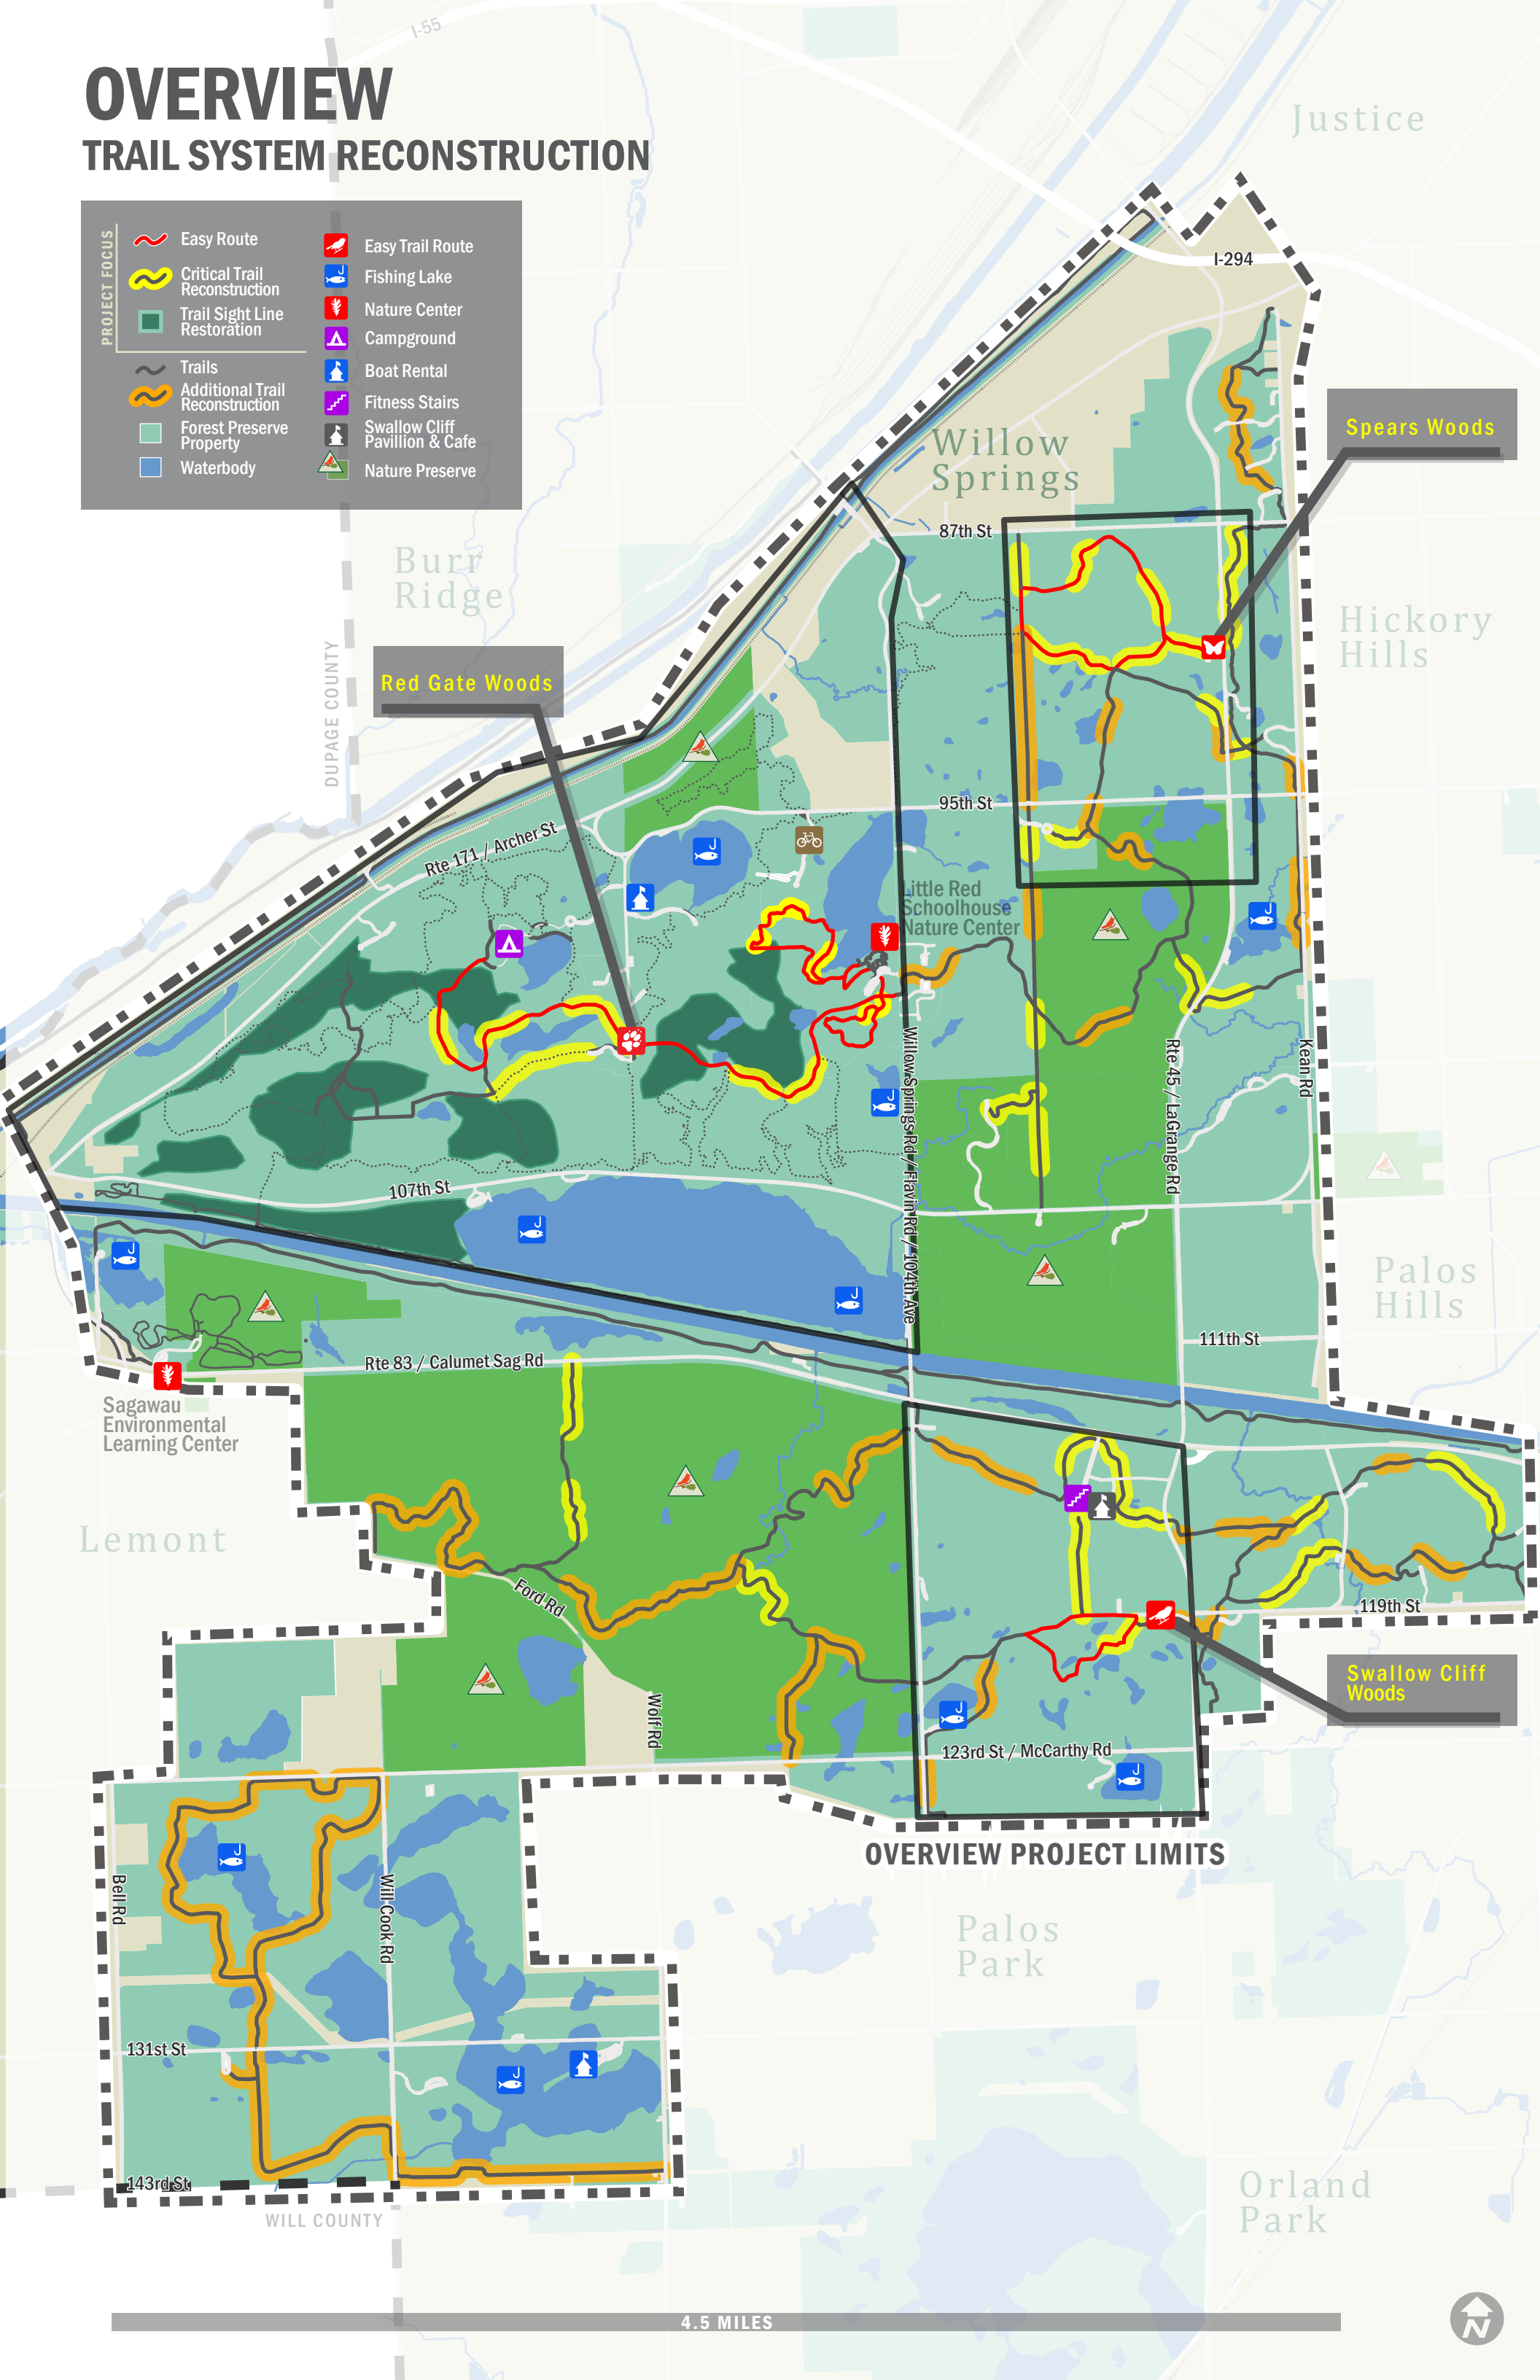 I-55
OVERVIEW
TRAIL SYSTEM RECONSTRUCTION
Justice
PROJECT FOCUS
Easy Route
Critical Trail
Reconstruction
Trail Sight Line
Restoration
Trails
Additional Trail
Reconstruction
Forest Preserve
Property
Waterbody
Easy Trail Route
Fishing Lake
Nature Center
Campground
Boat Rental
Fitness Stairs
Swallow Cliff
Pavillion & Cafe
Nature Preserve
I-294
Spears Woods
Willow
Springs
87th St
Burr
Ridge
Hickory
Hills
DUPAGE COUNTY
Red Gate Woods
95th St
Rte 171 / Archer St
Little Red
Schoolhouse
Nature Center
Willow Springs Rd / Flavin Rd / 104th Ave
Rte 45 / LaGrange Rd
Kean Rd
107th St
Palos
Hills
111th St
Rte 83 / Calumet Sag Rd
Sagawau
Environmental
Learning Center
Lemont
Ford Rd
119th St
Swallow Cliff
Woods
Wolf Rd
123rd St / McCarthy Rd
OVERVIEW PROJECT LIMITS
Bell Rd
Will Cook Rd
Palos
Park
131st St
143rd St
WILL COUNTY
Orland
Park
4.5 MILES
N